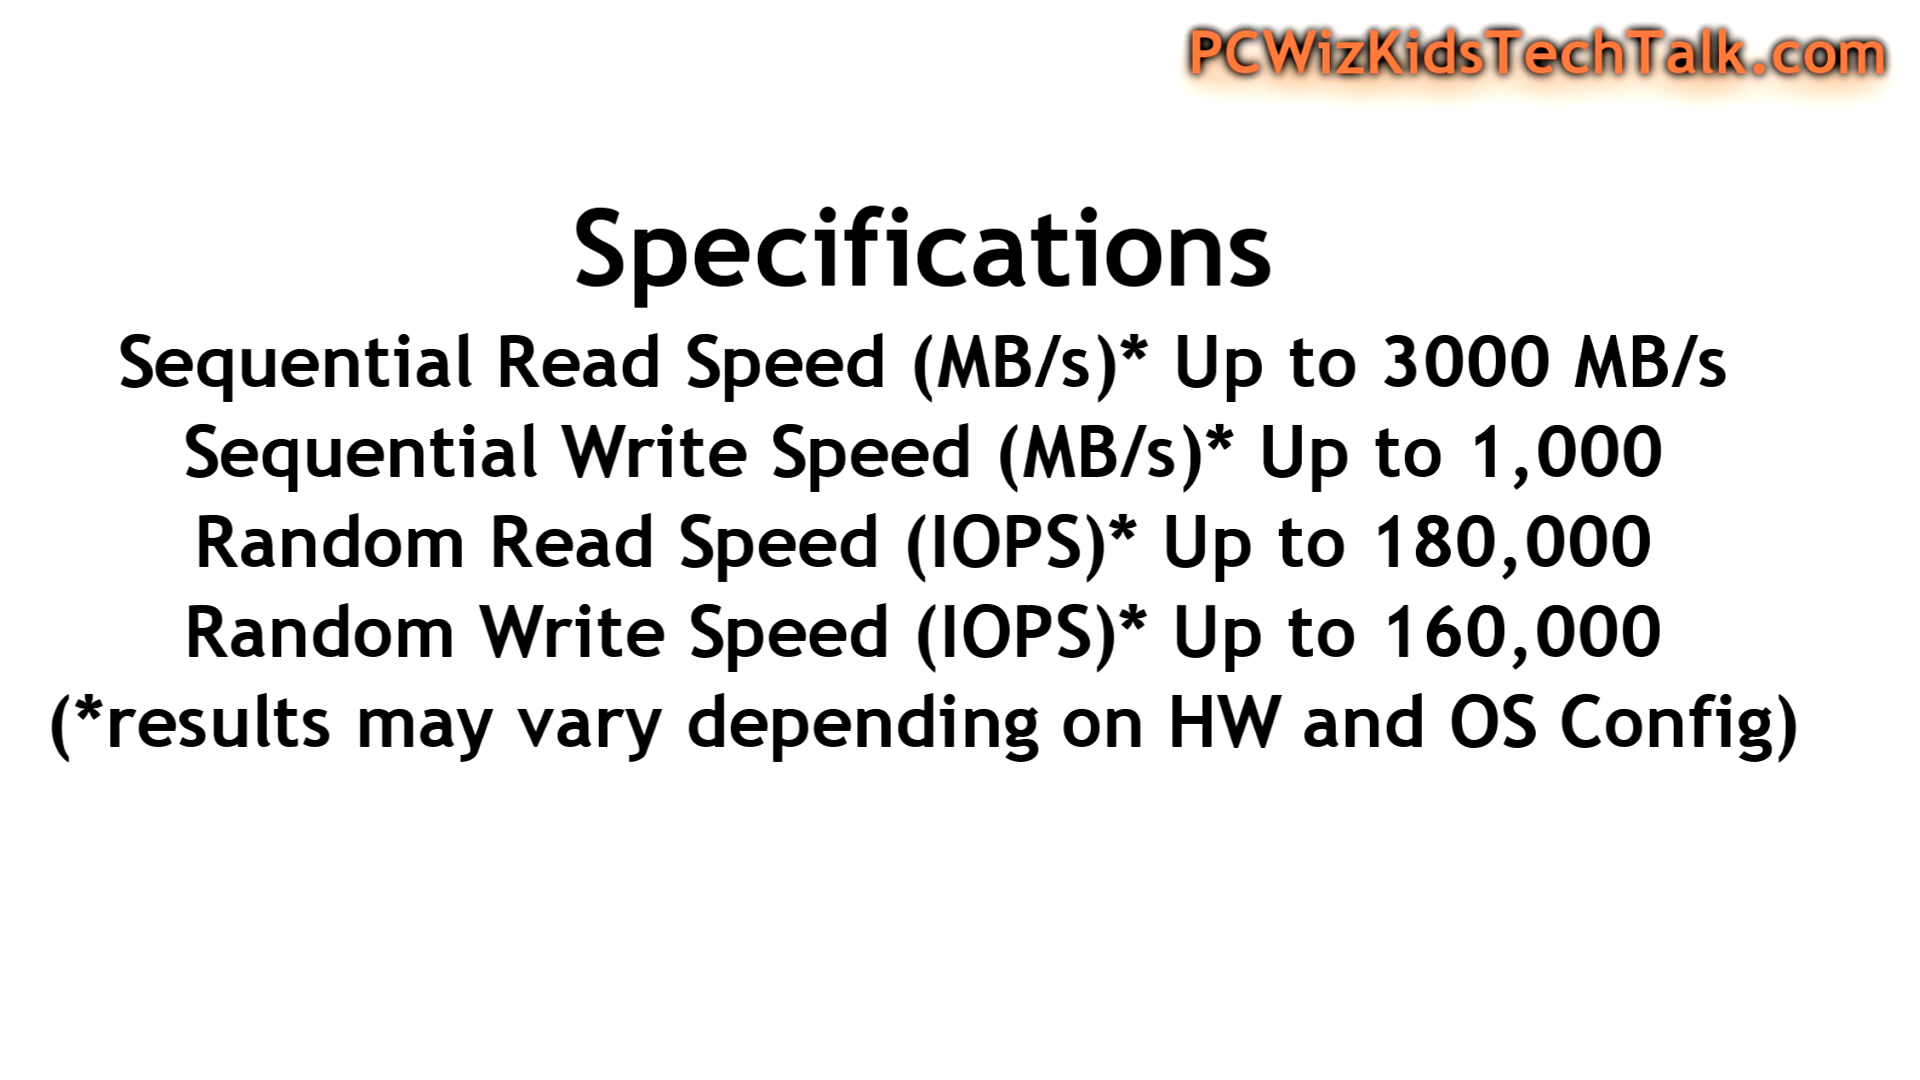 PCWizKidsTechTalk.com
Specifications
Sequential Read Speed (MB/s)* Up to 3000 MB/s
Sequential Write Speed (MB/s)* Up to 1,000
Random Read Speed (IOPS)* Up to 180,000
Random Write Speed (IOPS)* Up to 160,000
(*results may vary depending on HW and OS Config)